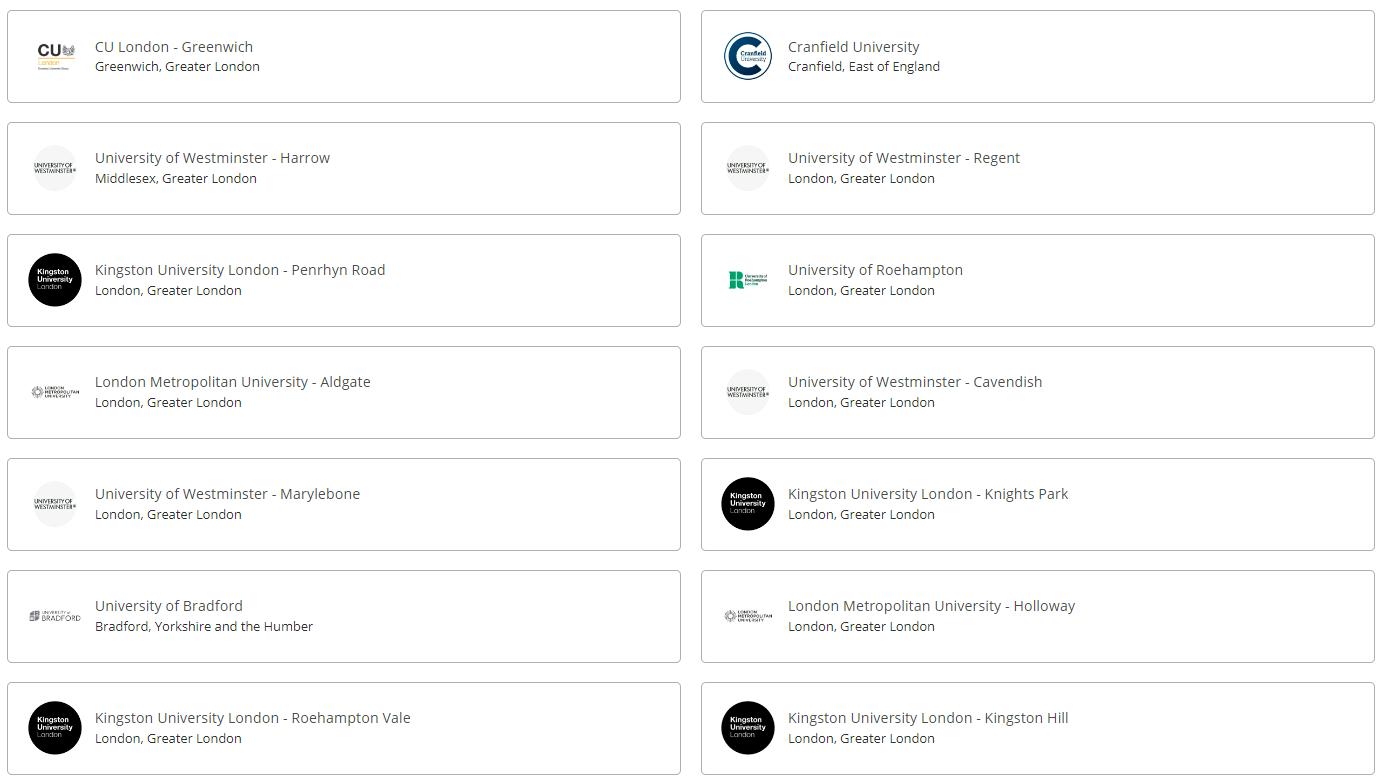 CU
London
CU London - Greenwich
Greenwich, Greater London
Cranfield
University
Cranfield University
Cranfield, East of England
UNIVERSITY OF
WESTMINSTER
University of Westminster - Harrow
Middlesex, Greater London
UNIVERSITY OF
WESTMINSTER
University of Westminster - Regent
London, Greater London
Kingston
University
London
Kingston University London - Penrhyn Road
London, Greater London
University of
Roehampton
London
University of Roehampton
London, Greater London
LONDON
METROPOLITAN
UNIVERSITY
London Metropolitan University - Aldgate
London, Greater London
UNIVERSITY OF
WESTMINSTER
University of Westminster - Cavendish
London, Greater London
UNIVERSITY OF
WESTMINSTER
University of Westminster - Marylebone
London, Greater London
Kingston
University
London
Kingston University London - Knights Park
London, Greater London
UNIVERSITY of
BRADFORD
University of Bradford
Bradford, Yorkshire and the Humber
LONDON
METROPOLITAN
UNIVERSITY
London Metropolitan University - Holloway
London, Greater London
Kingston
University
London
Kingston University London - Roehampton Vale
London, Greater London
Kingston
University
London
Kingston University London - Kingston Hill
London, Greater London